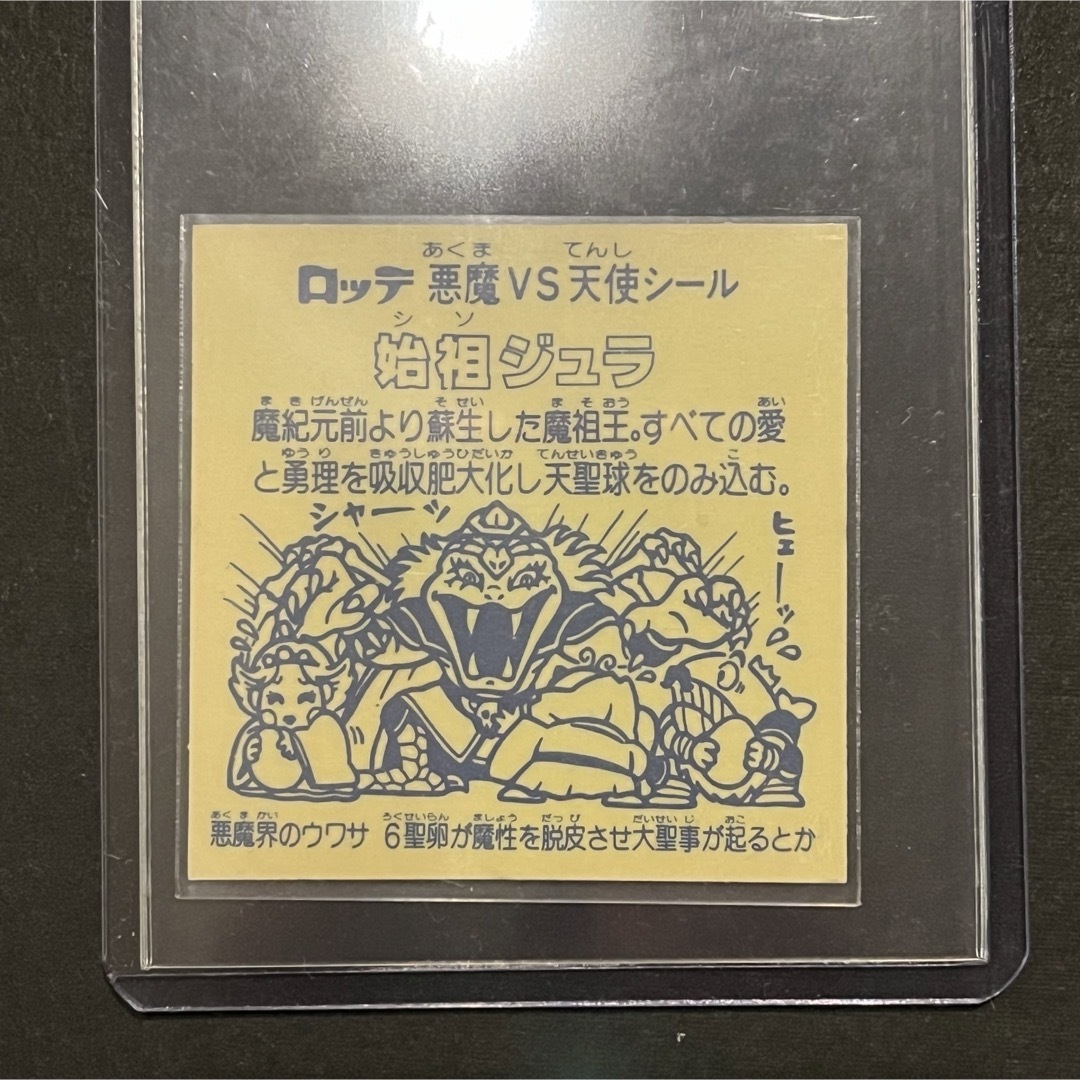 あくま てんし
ロッテ 悪魔VS天使シール
シ ソ
始祖ジュラ
ま き げんぜん そ せい ま そ おう あい
魔紀元前より蘇生した魔祖王。すべての愛
ゆう り きゅうしゅうひだいか てんせいきゅう こ
と勇理を吸収肥大化し天聖球をのみ込む。
シャーッ
ヒェーッ
あく ま かい ろくせいらん ましょう だっ ぴ だいせい じ おこ
悪魔界のウワサ 6聖卵が魔性を脱皮させ大聖事が起るとか